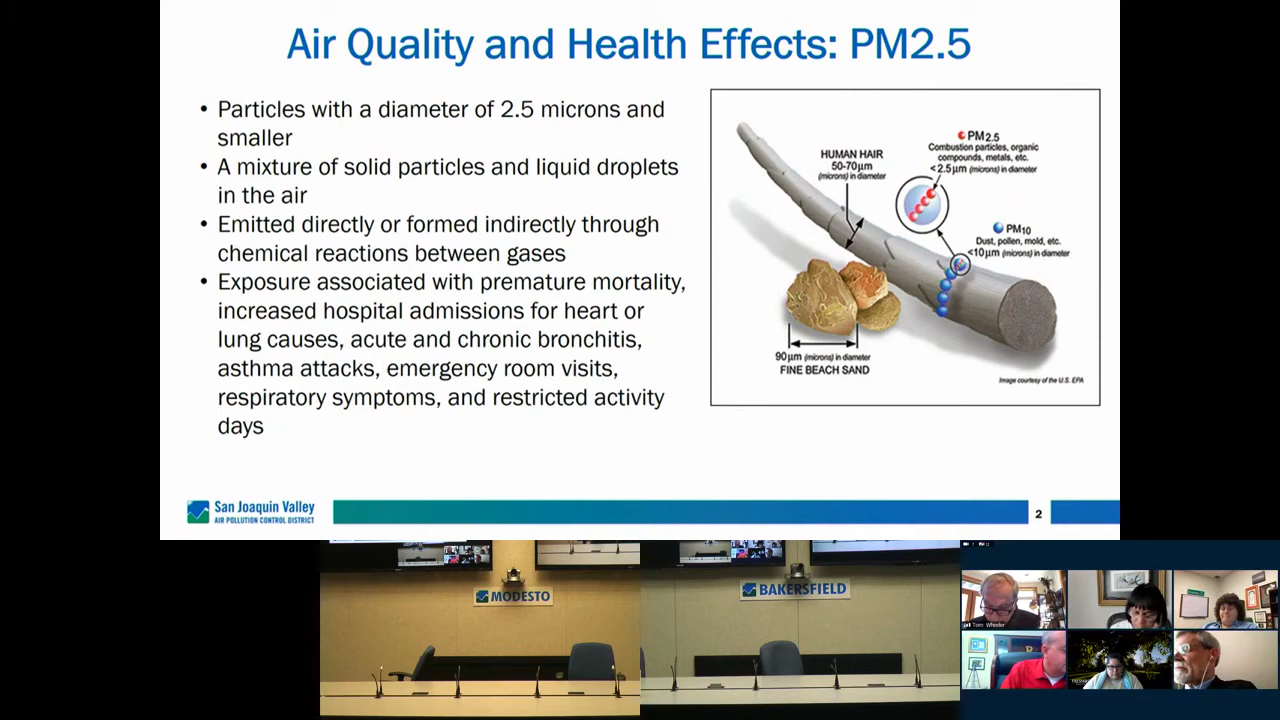 Air Quality and Health Effects: PM2.5
• Particles with a diameter of 2.5 microns and
smaller
• A mixture of solid particles and liquid droplets
in the air
• Emitted directly or formed indirectly through
chemical reactions between gases
• Exposure associated with premature mortality,
increased hospital admissions for heart or
lung causes, acute and chronic bronchitis,
asthma attacks, emergency room visits,
respiratory symptoms, and restricted activity
days
HUMAN HAIR
50-70µm
(microns) in diameter
PM2.5
Combustion particles, organic
compounds, metals, etc.
<2.5µm (microns) in diameter
PM10
Dust, pollen, mold, etc.
<10µm (microns) in diameter
90µm (microns) in diameter
FINE BEACH SAND
Image courtesy of the U.S. EPA
San Joaquin Valley
AIR POLLUTION CONTROL DISTRICT
2
MODESTO
BAKERSFIELD
Tom Wheeler